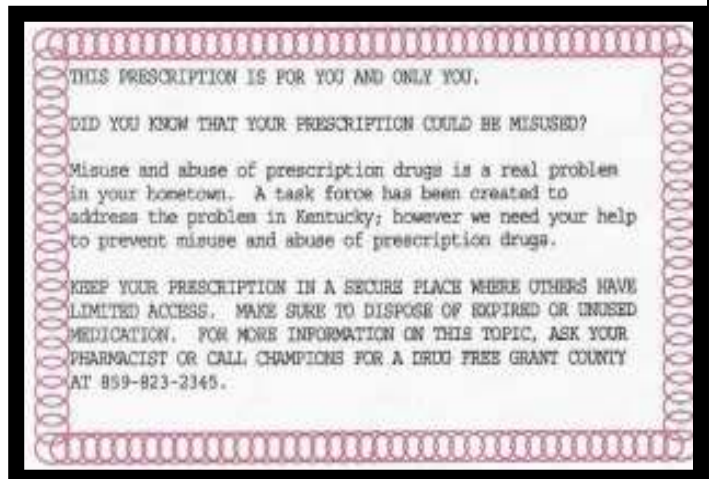 THIS PRESCRIPTION IS FOR YOU AND ONLY YOU.
DID YOU KNOW THAT YOUR PRESCRIPTION COULD BE MISUSED?
Misuse and abuse of prescription drugs is a real problem
in your hometown. A task force has been created to
address the problem in Kentucky; however we need your help
to prevent misuse and abuse of prescription drugs.
KEEP YOUR PRESCRIPTION IN A SECURE PLACE WHERE OTHERS HAVE
LIMITED ACCESS. MAKE SURE TO DISPOSE OF EXPIRED OR UNUSED
MEDICATION. FOR MORE INFORMATION ON THIS TOPIC, ASK YOUR
PHARMACIST OR CALL CHAMPIONS FOR A DRUG FREE GRANT COUNTY
AT 859-823-2345.